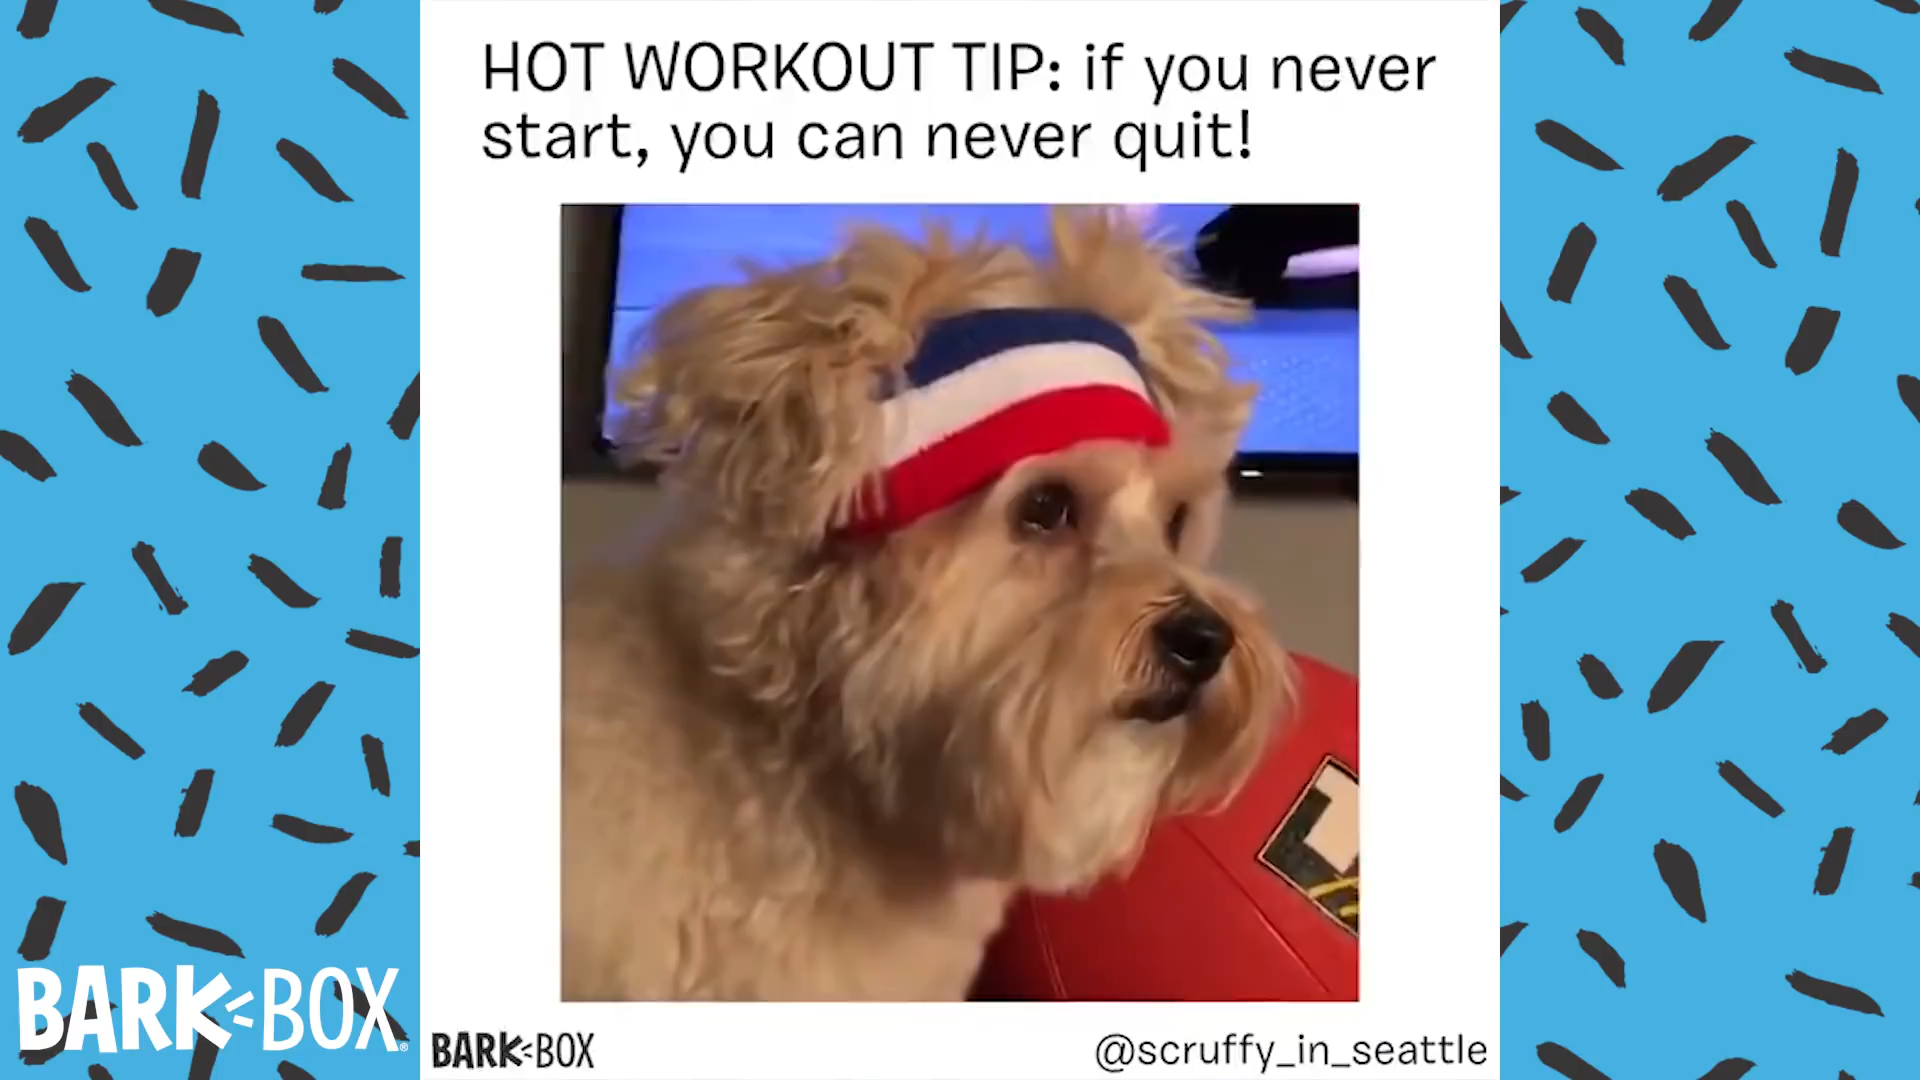 HOT WORKOUT TIP: if you never
start, you can never quit!
BARK BOX
BARK BOX
@scruffy_in_seattle